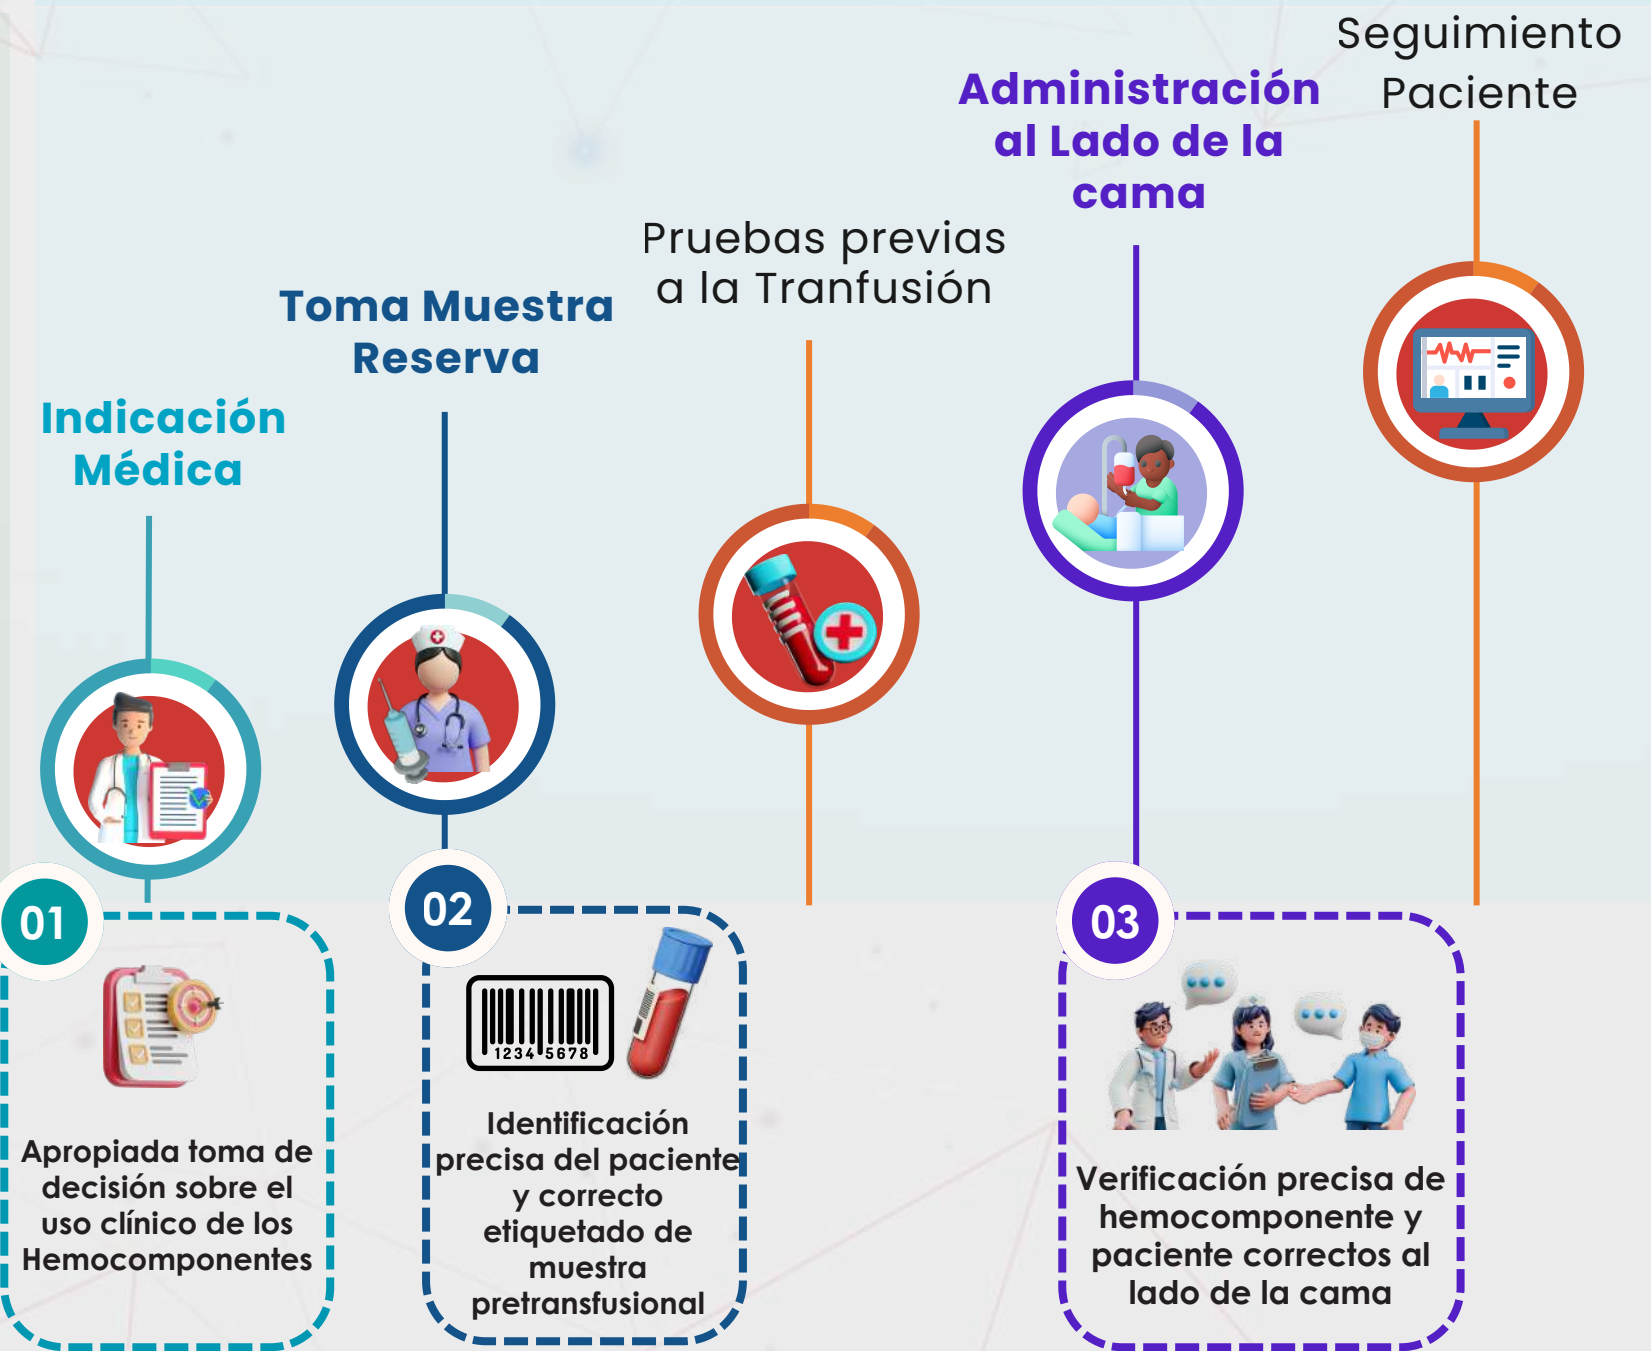 Seguimiento
Paciente
Administración
al Lado de la
cama
Pruebas previas
a la Tranfusión
Toma Muestra
Reserva
Indicación
Médica
01
Apropiada toma de
decisión sobre el
uso clínico de los
Hemocomponentes
02
1234 5678
Identificación
precisa del paciente
y correcto
etiquetado de
muestra
pretransfusional
03
Verificación precisa de
hemocomponente y
paciente correctos al
lado de la cama